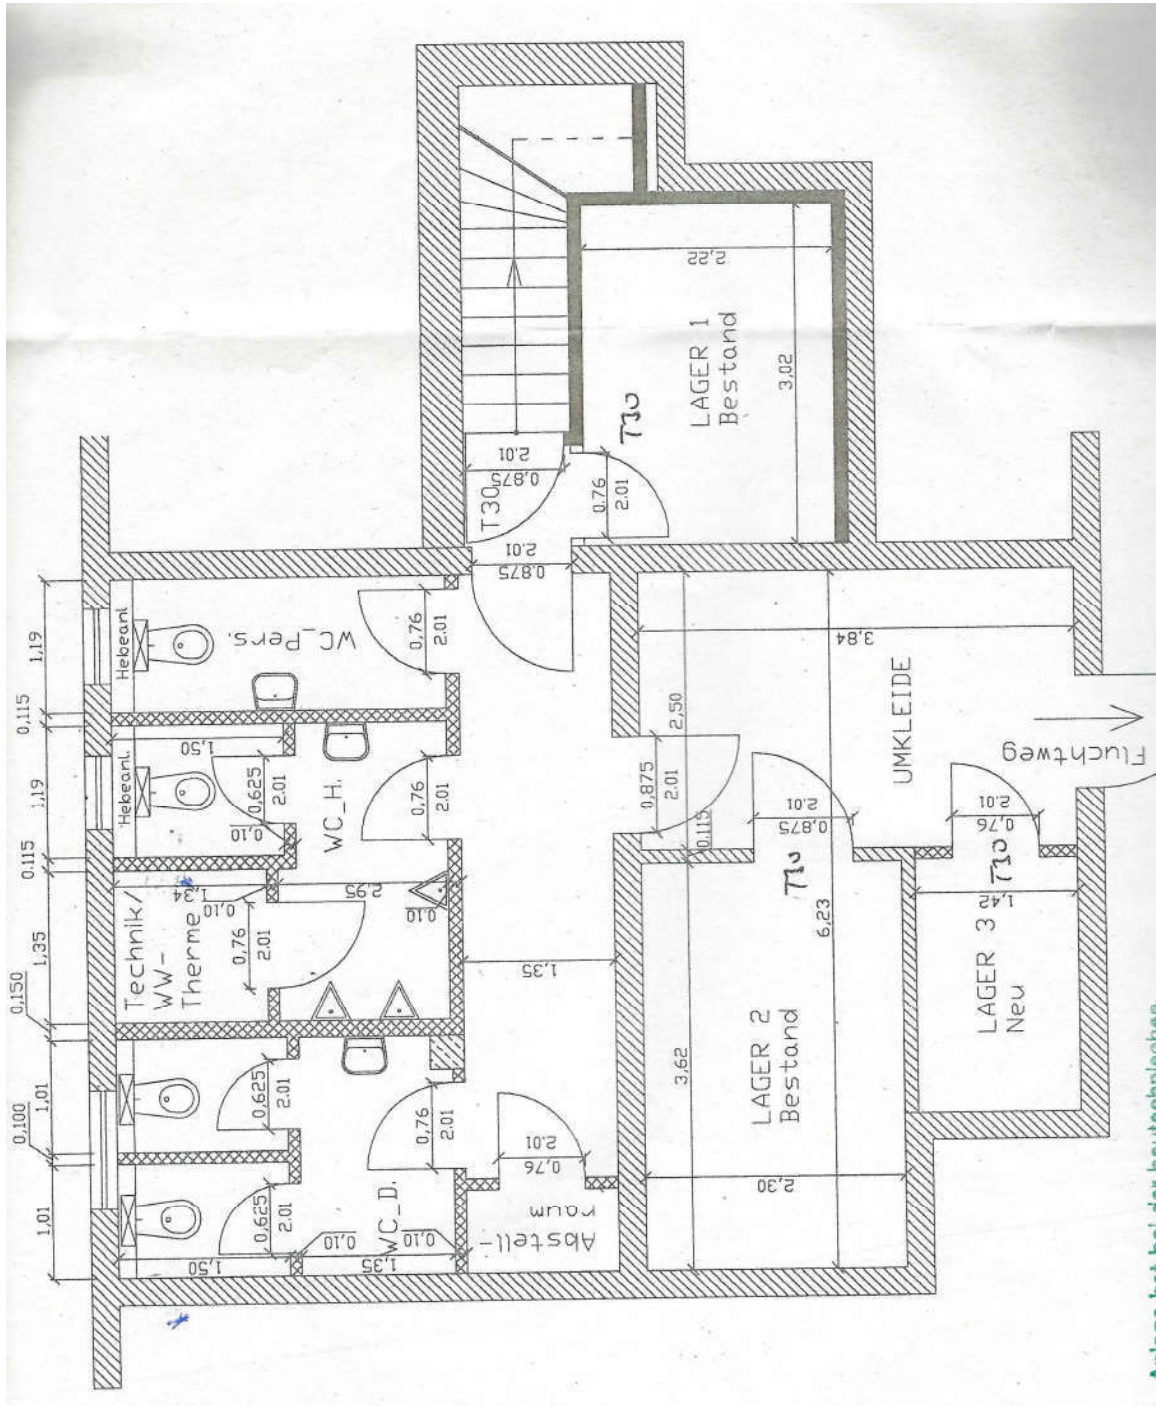 2,22
LAGER 1
Bestand
3,02
T30
2.01
0,875
T30
0.76
2.01
2.01
0.875
1,19
0.115
1,19
0.115
1,35
0,150
1,01
0,100
1,01
Hebeanl.
WC_Pers.
0,76
2.01
Hebeanl.
1,50
0,625
2.01
0,10
WC_H.
0,76
2.01
Technik/
WW-
Therme
1,34
0,10
0,76
2.01
2.95
0.10
1,35
0,625
2.01
0,76
2.01
0,625
2.01
WC_D.
1,50
0,10
1,35
0,10
2.01
0,76
Abstell-
raum
3,84
2,50
UMKLEIDE
Fluchtweg
0,875
2.01
0.115
2.01
0,875
T30
6,23
3,62
LAGER 2
Bestand
2,30
2.01
0,76
T30
1,42
LAGER 3
Neu